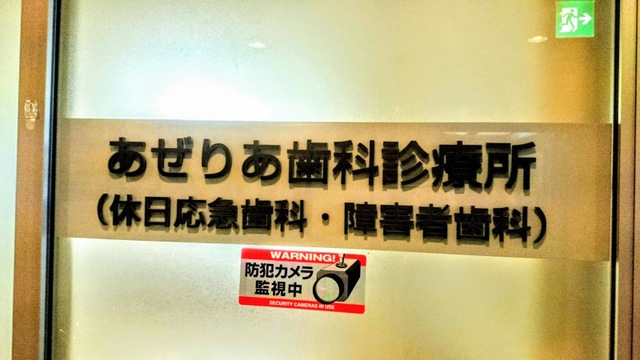 あぜりあ歯科診療所
（休日応急歯科・障害者歯科）
WARNING!
防犯カメラ
監視中
SECURITY CAMERAS IN USE